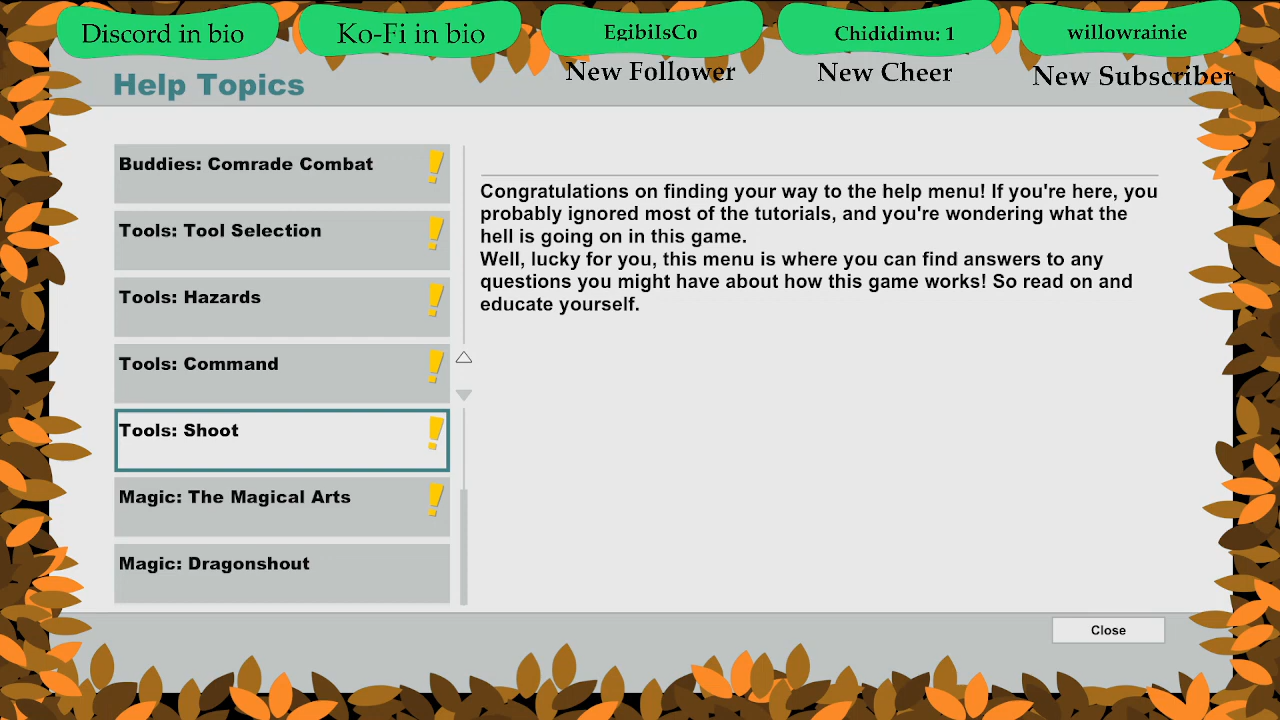 Discord in bio
Ko-Fi in bio
EgibiIsCo
Chididimu: 1
willowrainie
New Follower
New Cheer
New Subscriber
Help Topics
Buddies: Comrade Combat
Tools: Tool Selection
Tools: Hazards
Tools: Command
Tools: Shoot
Magic: The Magical Arts
Magic: Dragonshout
Congratulations on finding your way to the help menu! If you're here, you
probably ignored most of the tutorials, and you're wondering what the
hell is going on in this game.
Well, lucky for you, this menu is where you can find answers to any
questions you might have about how this game works! So read on and
educate yourself.
Close